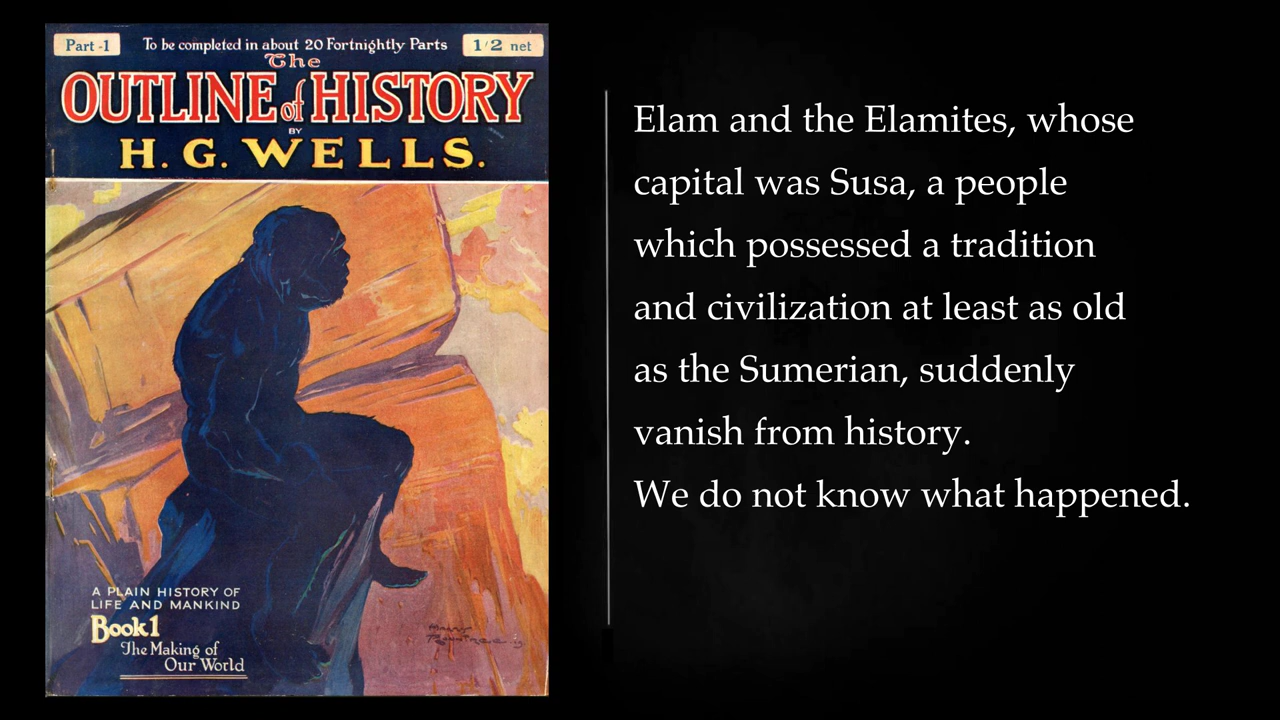 Part -1
To be completed in about 20 Fortnightly Parts
1/2 net
The
OUTLINE of HISTORY
BY
H. G. WELLS.
A PLAIN HISTORY OF
LIFE AND MANKIND
Book 1
The Making of
Our World
Elam and the Elamites, whose
capital was Susa, a people
which possessed a tradition
and civilization at least as old
as the Sumerian, suddenly
vanish from history.
We do not know what happened.